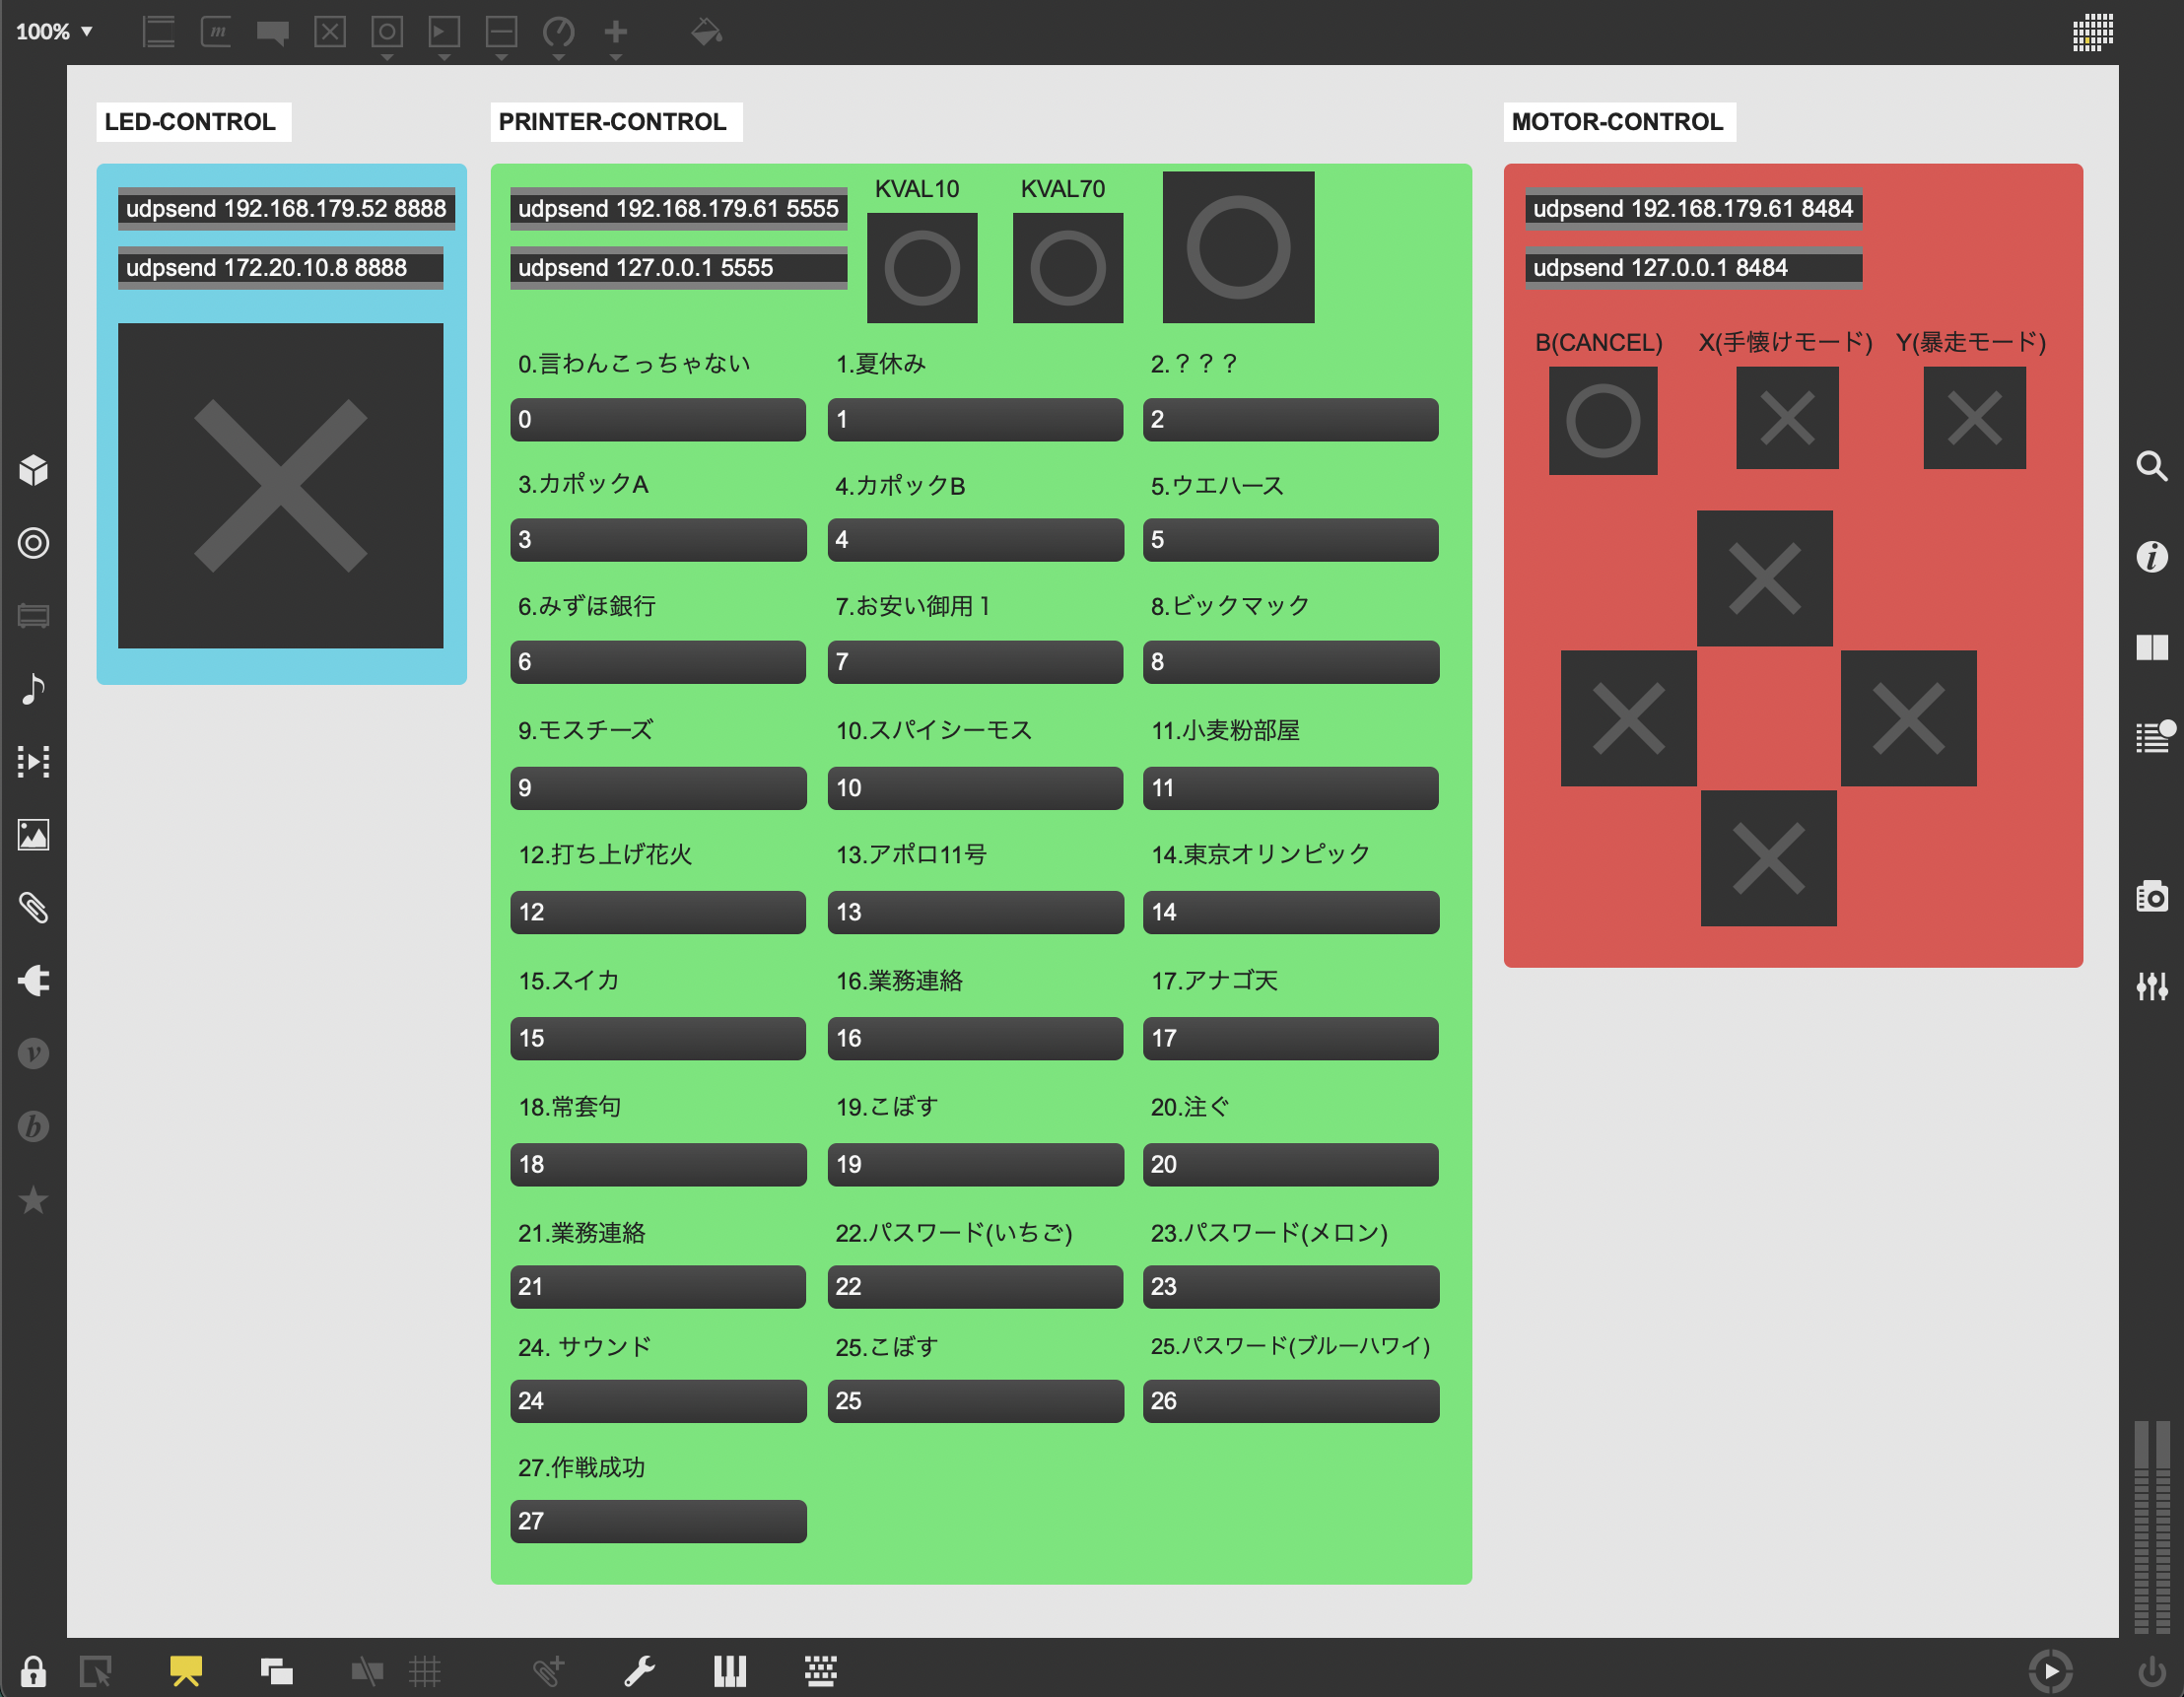 100%
LED-CONTROL
udpsend 192.168.179.52 8888
udpsend 172.20.10.8 8888
PRINTER-CONTROL
udpsend 192.168.179.61 5555
udpsend 127.0.0.1 5555
KVAL10
KVAL70
0.言わんこっちゃない
1.夏休み
2.？？？
0
1
2
3.カポックA
4.カポックB
5.ウエハース
3
4
5
6.みずほ銀行
7.お安い御用１
8.ビックマック
6
7
8
9.モスチーズ
10.スパイシーモス
11.小麦粉部屋
9
10
11
12.打ち上げ花火
13.アポロ11号
14.東京オリンピック
12
13
14
15.スイカ
16.業務連絡
17.アナゴ天
15
16
17
18.常套句
19.こぼす
20.注ぐ
18
19
20
21.業務連絡
22.パスワード(いちご)
23.パスワード(メロン)
21
22
23
24. サウンド
25.こぼす
25.パスワード(ブルーハワイ)
24
25
26
27.作戦成功
27
MOTOR-CONTROL
udpsend 192.168.179.61 8484
udpsend 127.0.0.1 8484
B(CANCEL)
X(手懐けモード)
Y(暴走モード)